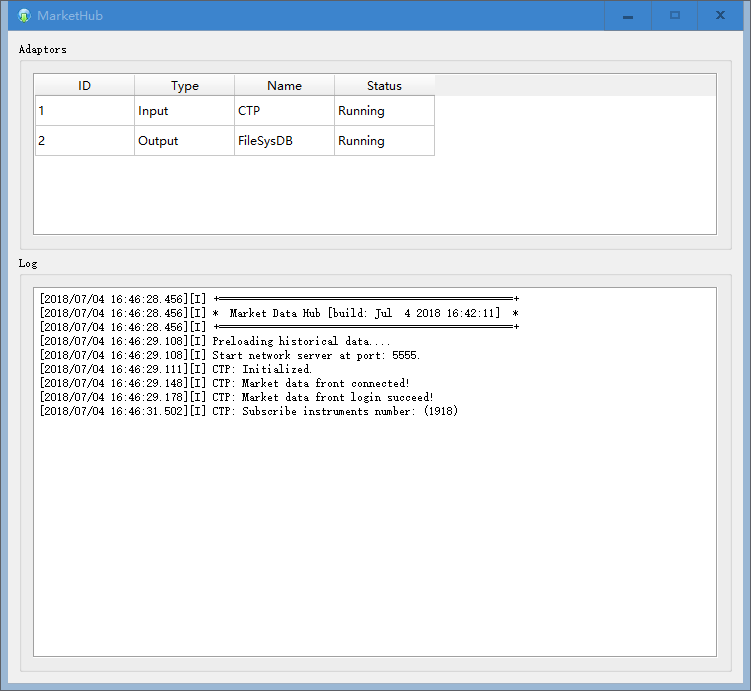 MarketHub
Adaptors
ID Type Name Status
1 Input CTP Running
2 Output FileSysDB Running
Log
[2018/07/04 16:46:28.456][I] +================================================+
[2018/07/04 16:46:28.456][I] *  Market Data Hub [build: Jul  4 2018 16:42:11]  *
[2018/07/04 16:46:28.456][I] +================================================+
[2018/07/04 16:46:29.108][I] Preloading historical data....
[2018/07/04 16:46:29.108][I] Start network server at port: 5555.
[2018/07/04 16:46:29.111][I] CTP: Initialized.
[2018/07/04 16:46:29.148][I] CTP: Market data front connected!
[2018/07/04 16:46:29.178][I] CTP: Market data front login succeed!
[2018/07/04 16:46:31.502][I] CTP: Subscribe instruments number: (1918)